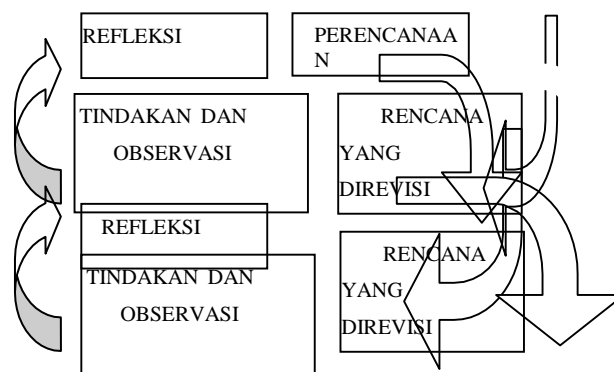 REFLEKSI
PERENCANAA
N
TINDAKAN DAN
OBSERVASI
RENCANA
YANG
DIREVISI
REFLEKSI
TINDAKAN DAN
OBSERVASI
RENCANA
YANG
DIREVISI